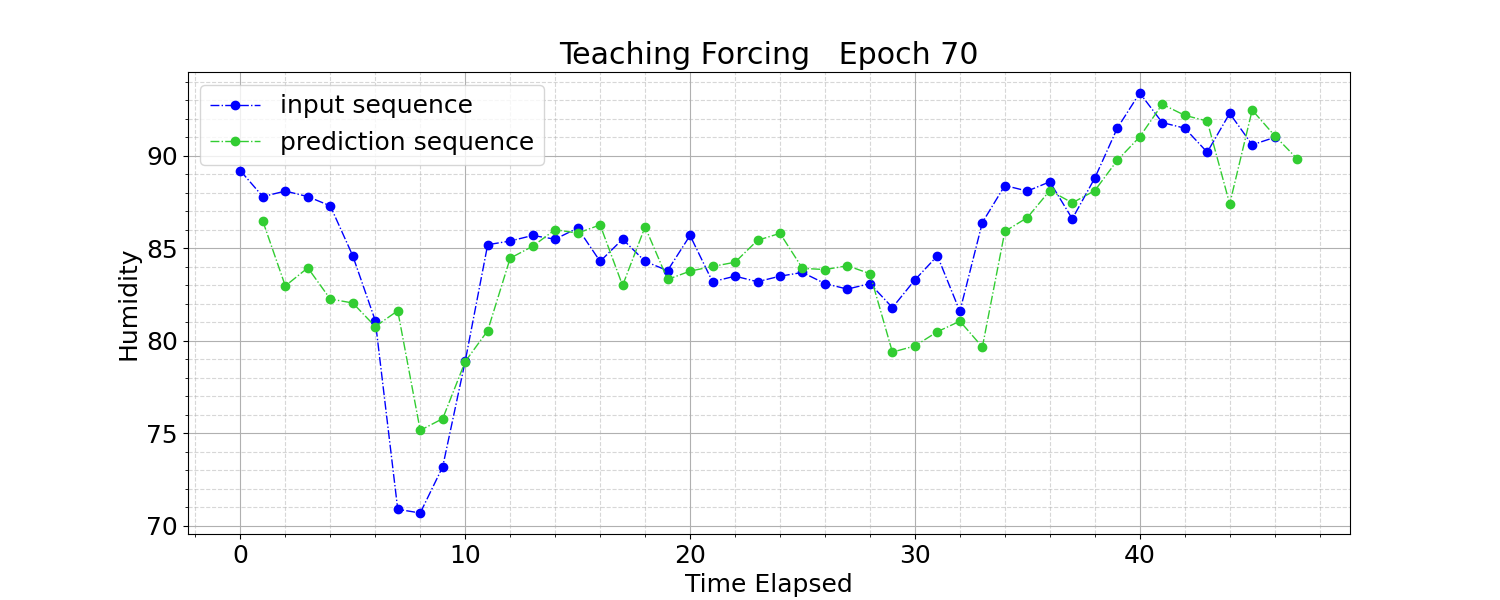 Teaching Forcing   Epoch 70
input sequence
prediction sequence
90
85
80
75
70
Humidity
0 10 20 30 40
Time Elapsed